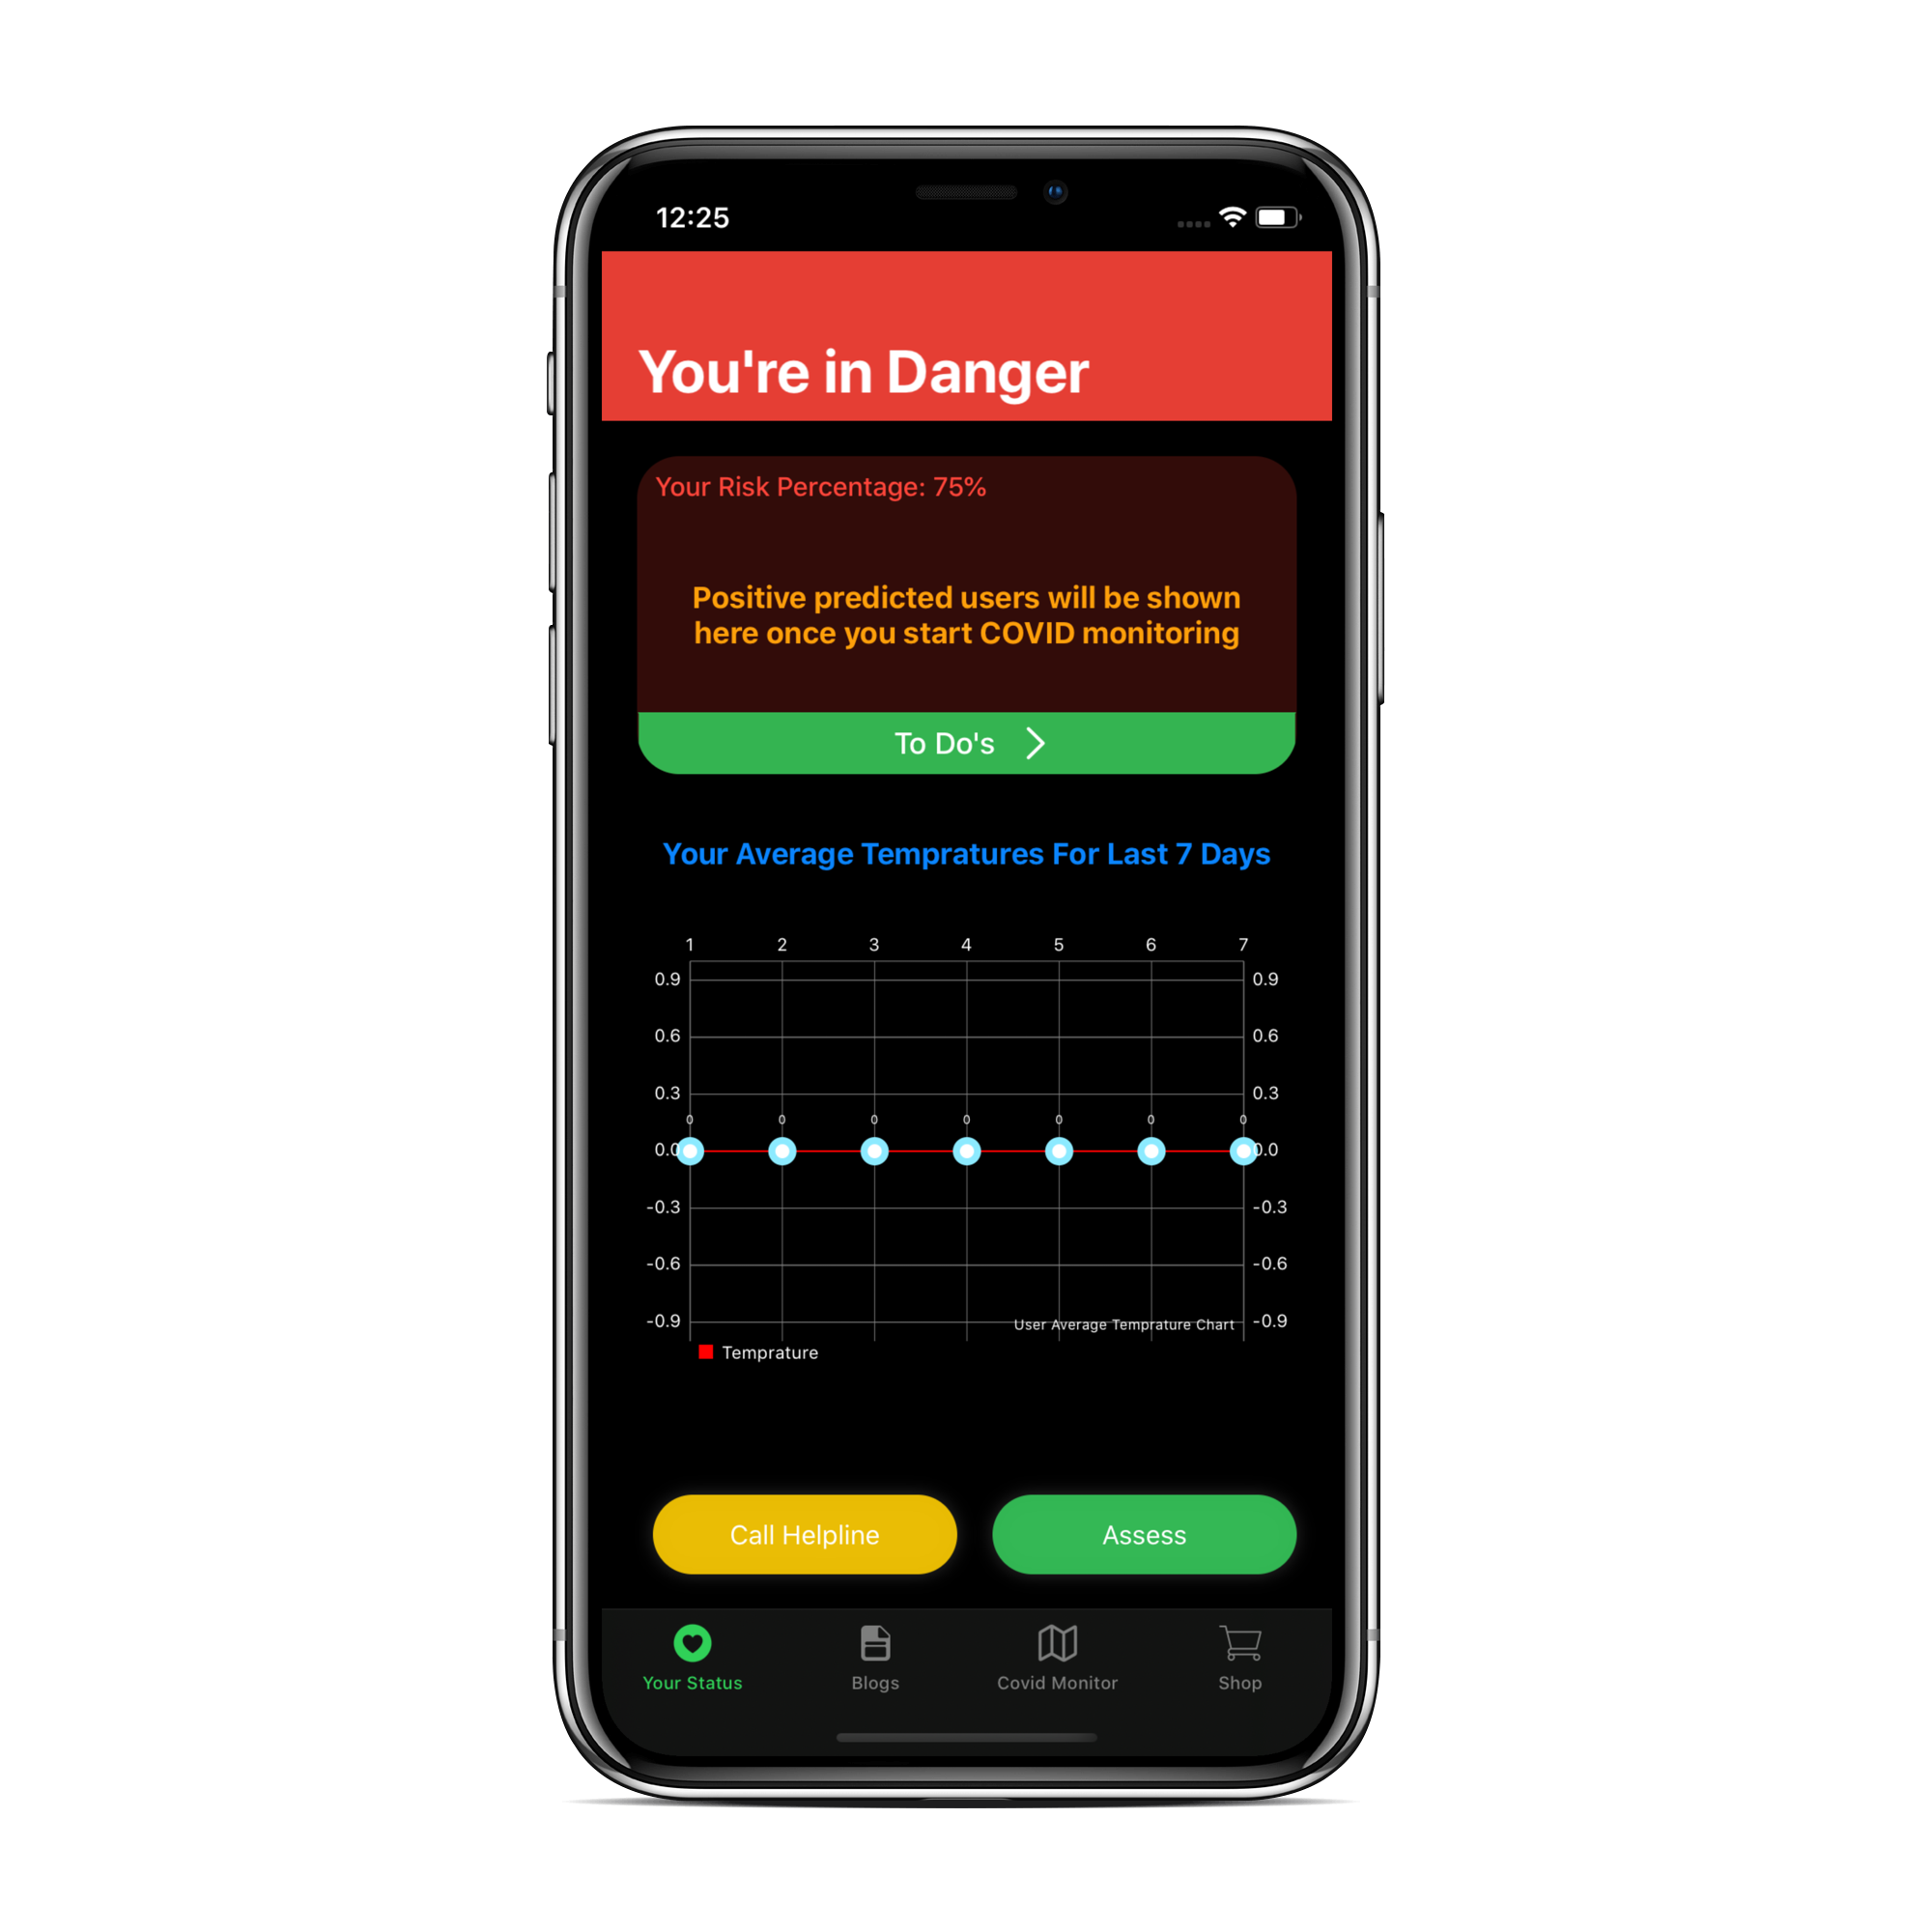 12:25
You're in Danger
Your Risk Percentage: 75%
Positive predicted users will be shown
here once you start COVID monitoring
To Do's
Your Average Tempratures For Last 7 Days
1 2 3 4 5 6 7
0.9 0.9
0.6 0.6
0.3 0.3
0 0 0 0 0 0 0
0.0 0.0
-0.3 -0.3
-0.6 -0.6
-0.9 User Average Temprature Chart -0.9
Temprature
Call Helpline Assess
Your Status Blogs Covid Monitor Shop